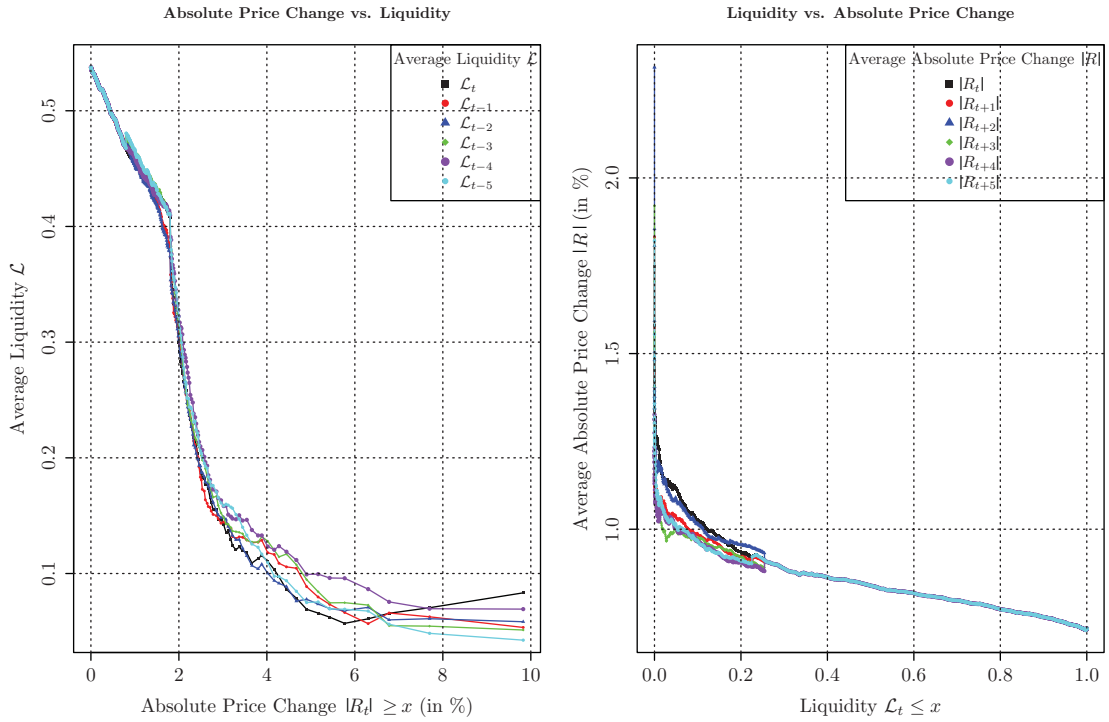 Absolute Price Change vs. Liquidity
Average Liquidity ℒ
ℒt
ℒt−1
ℒt−2
ℒt−3
ℒt−4
ℒt−5
0.5
0.4
0.3
0.2
0.1
Average Liquidity ℒ
0 2 4 6 8 10
Absolute Price Change |Rt| ≥ x (in %)
Liquidity vs. Absolute Price Change
Average Absolute Price Change |R|
|Rt|
|Rt+1|
|Rt+2|
|Rt+3|
|Rt+4|
|Rt+5|
2.0
1.5
1.0
Average Absolute Price Change |R| (in %)
0.0 0.2 0.4 0.6 0.8 1.0
Liquidity ℒt ≤ x